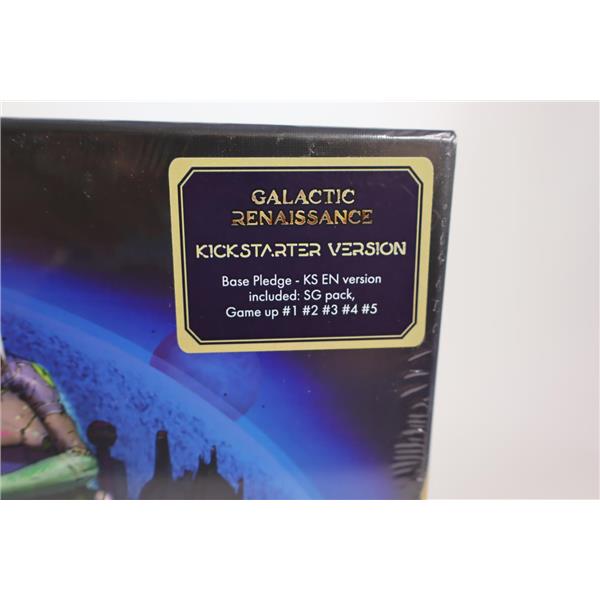 GALACTIC
RENAISSANCE
KICKSTARTER VERSION
Base Pledge - KS EN version
included: SG pack,
Game up #1 #2 #3 #4 #5